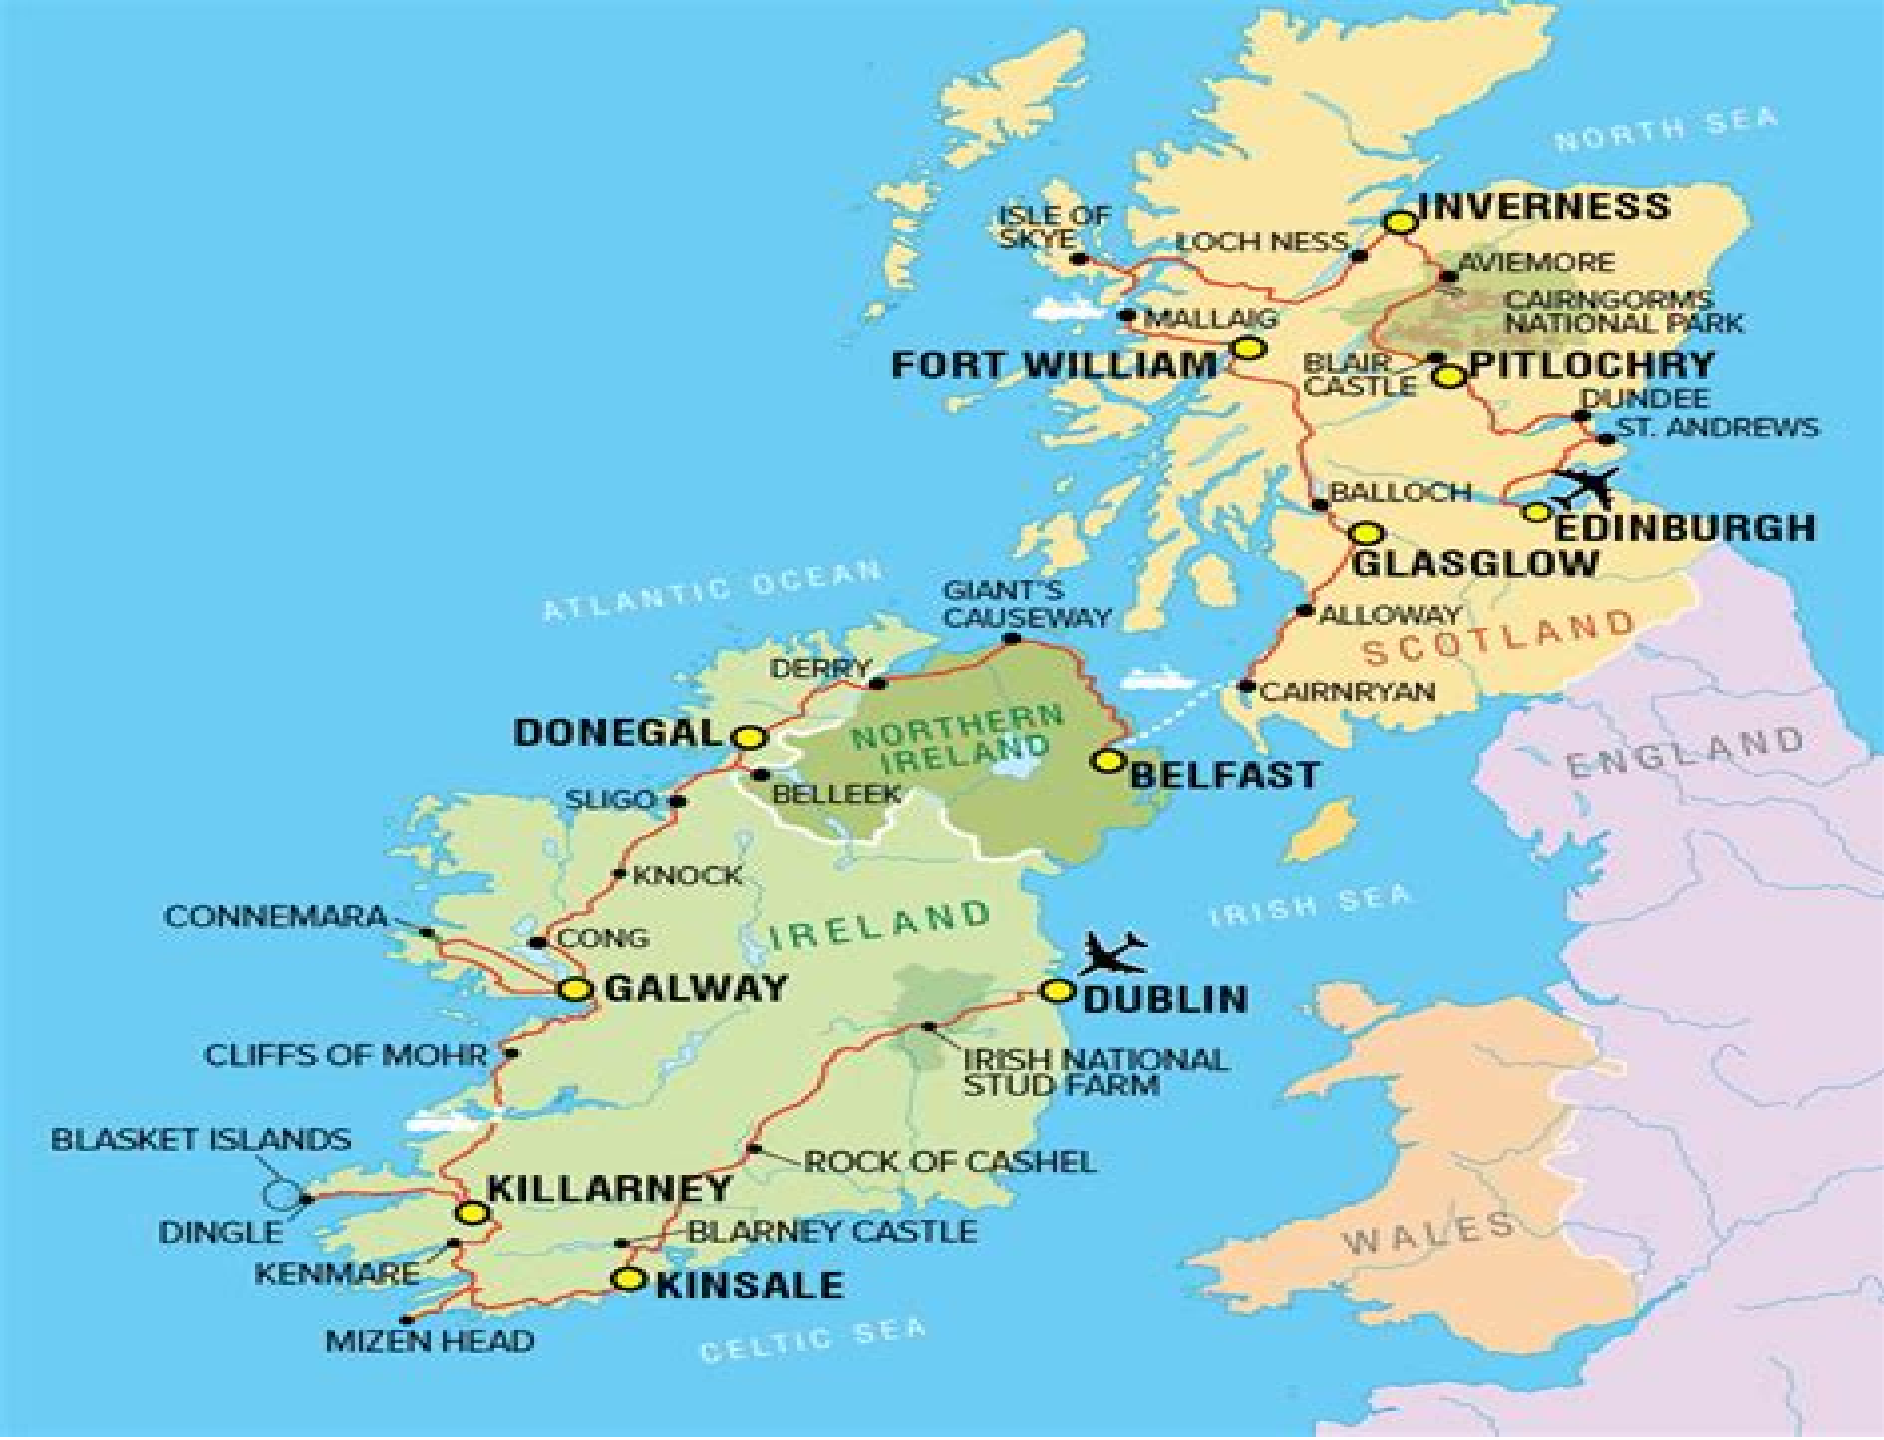 NORTH SEA
INVERNESS
ISLE OF
SKYE
LOCH NESS
AVIEMORE
CAIRNGORMS
NATIONAL PARK
MALLAIG
FORT WILLIAM
BLAIR
CASTLE
PITLOCHRY
DUNDEE
ST. ANDREWS
BALLOCH
EDINBURGH
GLASGLOW
ATLANTIC OCEAN
GIANT'S
CAUSEWAY
ALLOWAY
SCOTLAND
DERRY
CAIRNRYAN
DONEGAL
NORTHERN
IRELAND
ENGLAND
BELFAST
BELLEEK
SLIGO
KNOCK
IRISH SEA
CONNEMARA
CONG
IRELAND
GALWAY
DUBLIN
CLIFFS OF MOHR
IRISH NATIONAL
STUD FARM
BLASKET ISLANDS
ROCK OF CASHEL
KILLARNEY
DINGLE
BLARNEY CASTLE
WALES
KENMARE
KINSALE
MIZEN HEAD
CELTIC SEA